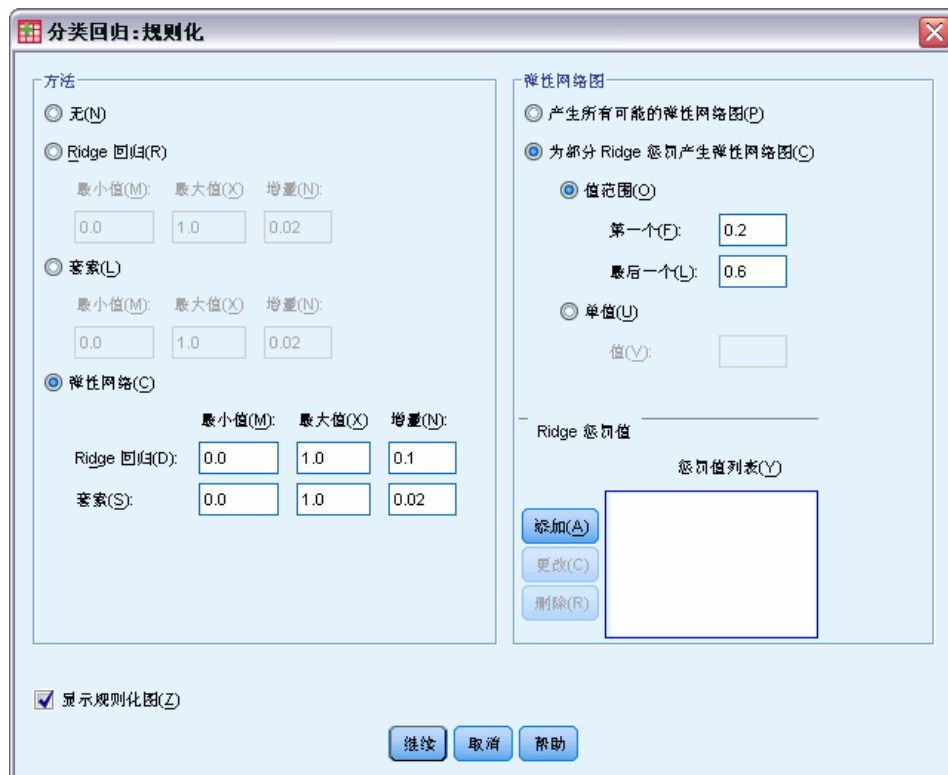 分类回归:规则化
方法
无(N)
Ridge 回归(R)
最小值(M): 最大值(X) 增量(N):
0.0 1.0 0.02
套索(L)
最小值(M): 最大值(X) 增量(N):
0.0 1.0 0.02
弹性网络(C)
最小值(M): 最大值(X) 增量(N):
Ridge 回归(D): 0.0 1.0 0.1
套索(S): 0.0 1.0 0.02
弹性网络图
产生所有可能的弹性网络图(P)
为部分 Ridge 惩罚产生弹性网络图(C)
值范围(O)
第一个(F): 0.2
最后一个(L): 0.6
单值(U)
值(V):
Ridge 惩罚值
惩罚值列表(Y)
添加(A)
更改(C)
删除(R)
显示规则化图(Z)
继续 取消 帮助